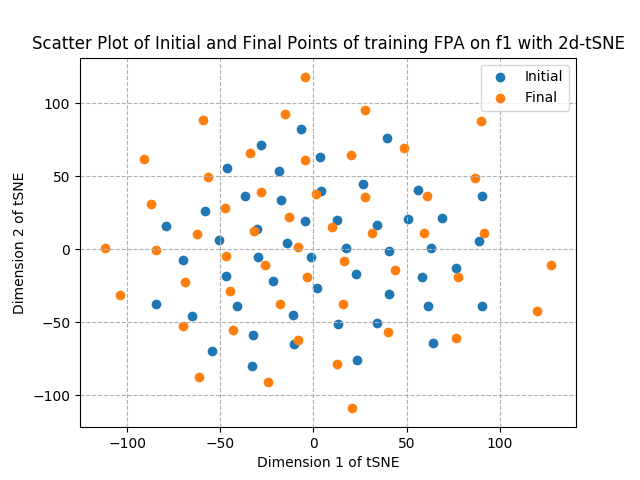 Scatter Plot of Initial and Final Points of training FPA on f1 with 2d-tSNE
Initial
Final
100
50
0
−50
−100
Dimension 2 of tSNE
−100
−50
0
50
100
Dimension 1 of tSNE